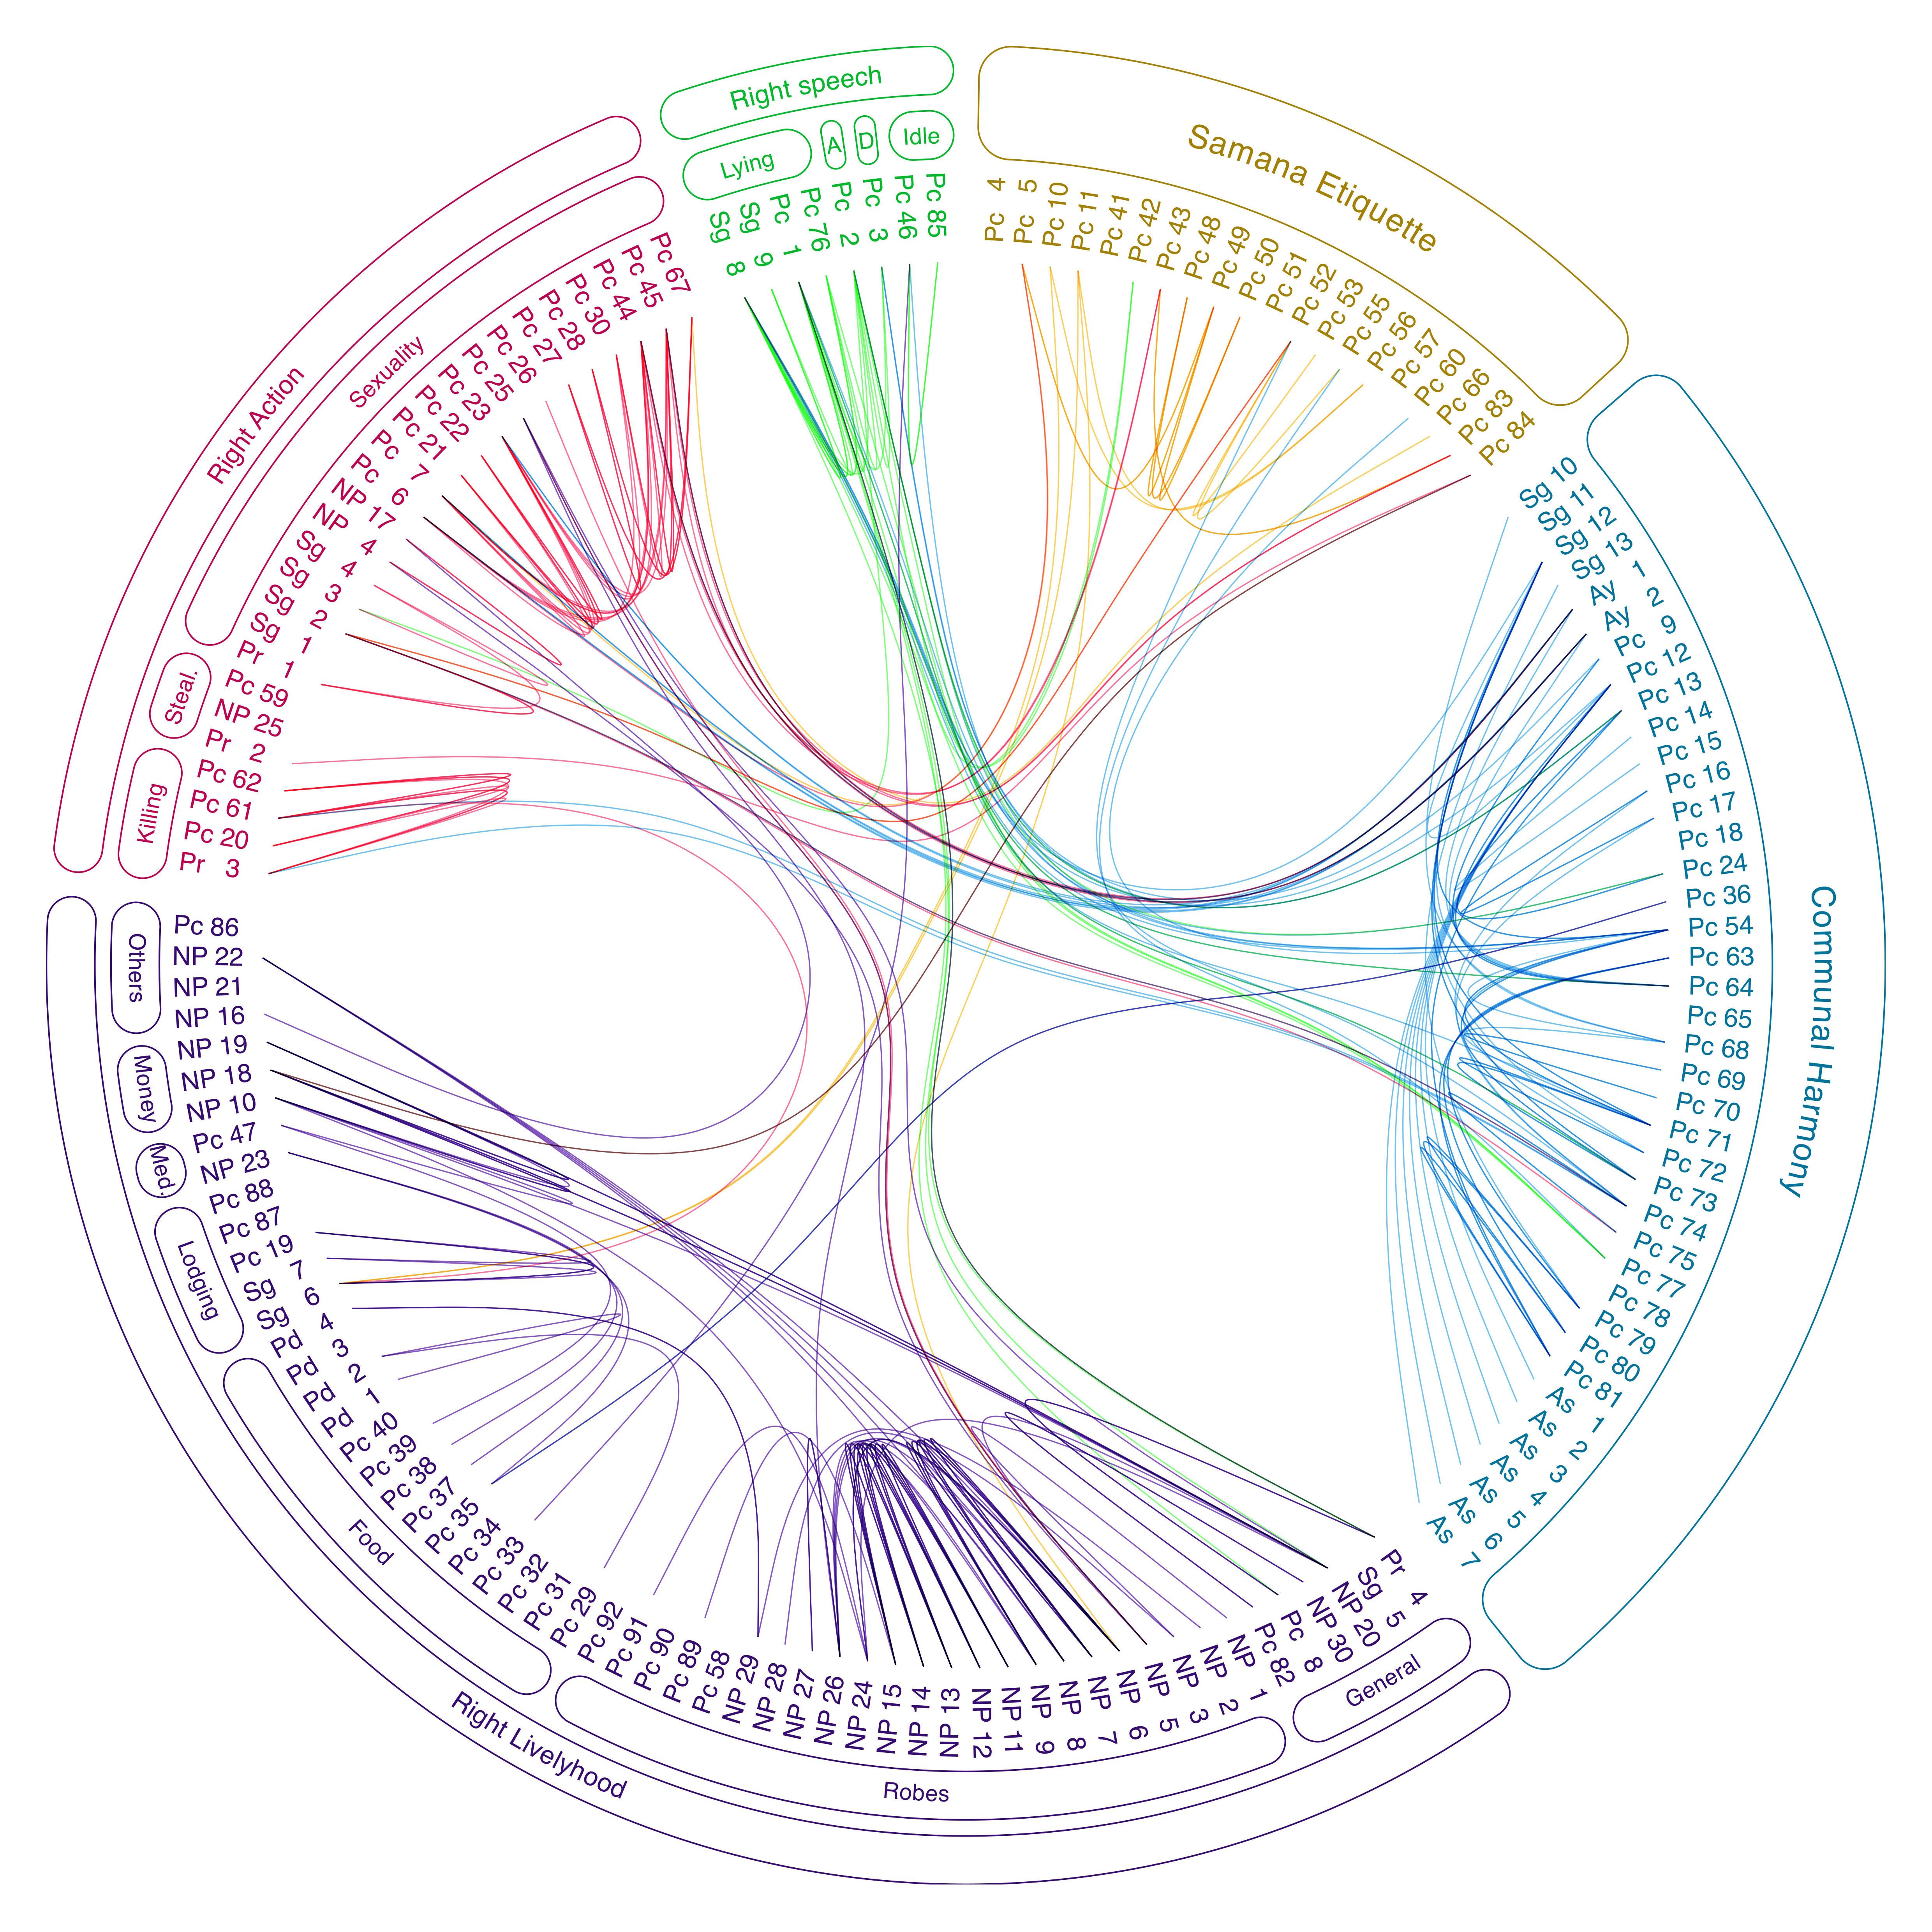 Right speech
Lying
A
D
Idle
Sg 8
Sg 9
Pc 1
Pc 76
Pc 2
Pc 3
Pc 46
Pc 85
Samana Etiquette
Pc 4
Pc 5
Pc 10
Pc 11
Pc 41
Pc 42
Pc 43
Pc 48
Pc 49
Pc 50
Pc 51
Pc 52
Pc 53
Pc 55
Pc 56
Pc 57
Pc 60
Pc 66
Pc 83
Pc 84
Communal Harmony
Sg 10
Sg 11
Sg 12
Sg 13
Ay 1
Ay 2
Pc 9
Pc 12
Pc 13
Pc 14
Pc 15
Pc 16
Pc 17
Pc 18
Pc 24
Pc 36
Pc 54
Pc 63
Pc 64
Pc 65
Pc 68
Pc 69
Pc 70
Pc 71
Pc 72
Pc 73
Pc 74
Pc 75
Pc 77
Pc 78
Pc 79
Pc 80
Pc 81
As 1
As 2
As 3
As 4
As 5
As 6
As 7
Right Livelyhood
General
Pr 4
Sg 5
NP 20
NP 30
Pc 8
Pc 82
Robes
NP 1
NP 2
NP 3
NP 5
NP 6
NP 7
NP 8
NP 9
NP 11
NP 12
NP 13
NP 14
NP 15
NP 24
NP 26
NP 27
NP 28
NP 29
Pc 58
Pc 89
Pc 90
Pc 91
Pc 92
Food
Pc 29
Pc 31
Pc 32
Pc 33
Pc 34
Pc 35
Pc 37
Pc 38
Pc 39
Pc 40
Pd 1
Pd 2
Pd 3
Pd 4
Lodging
Sg 6
Sg 7
Pc 19
Pc 87
Pc 88
Med.
NP 23
Pc 47
Money
NP 10
NP 18
NP 19
Others
NP 16
NP 21
NP 22
Pc 86
Right Action
Killing
Pr 3
Pc 20
Pc 61
Pc 62
Steal.
Pr 2
NP 25
Pc 59
Sexuality
Pr 1
Sg 1
Sg 2
Sg 3
Sg 4
NP 4
NP 17
Pc 6
Pc 7
Pc 21
Pc 22
Pc 23
Pc 25
Pc 26
Pc 27
Pc 28
Pc 30
Pc 44
Pc 45
Pc 67